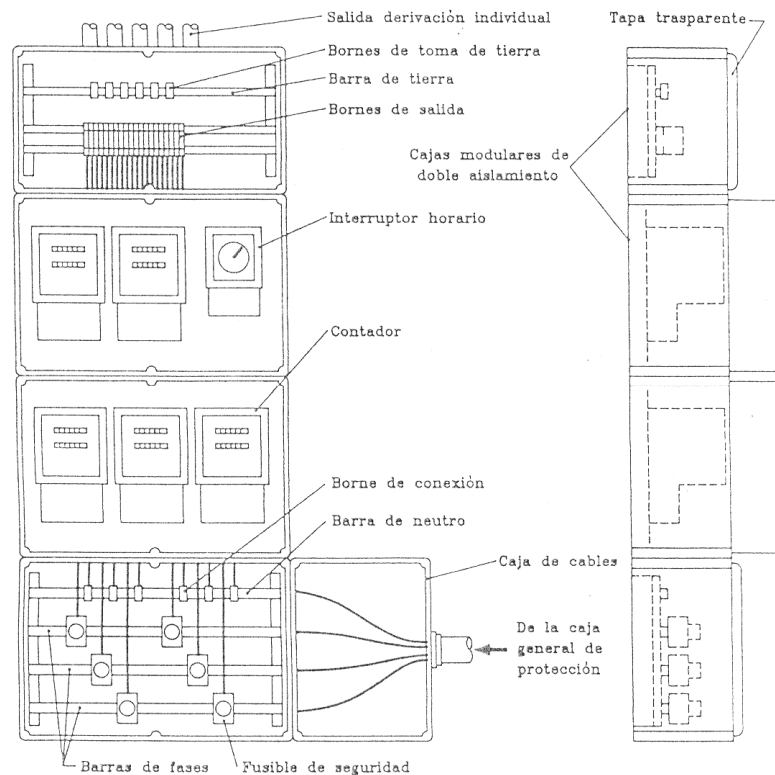 Salida derivación individual
Tapa trasparente
Bornes de toma de tierra
Barra de tierra
Bornes de salida
Cajas modulares de
doble aislamiento
Interruptor horario
Contador
Borne de conexión
Barra de neutro
Caja de cables
De la caja
general de
protección
Barras de fases
Fusible de seguridad